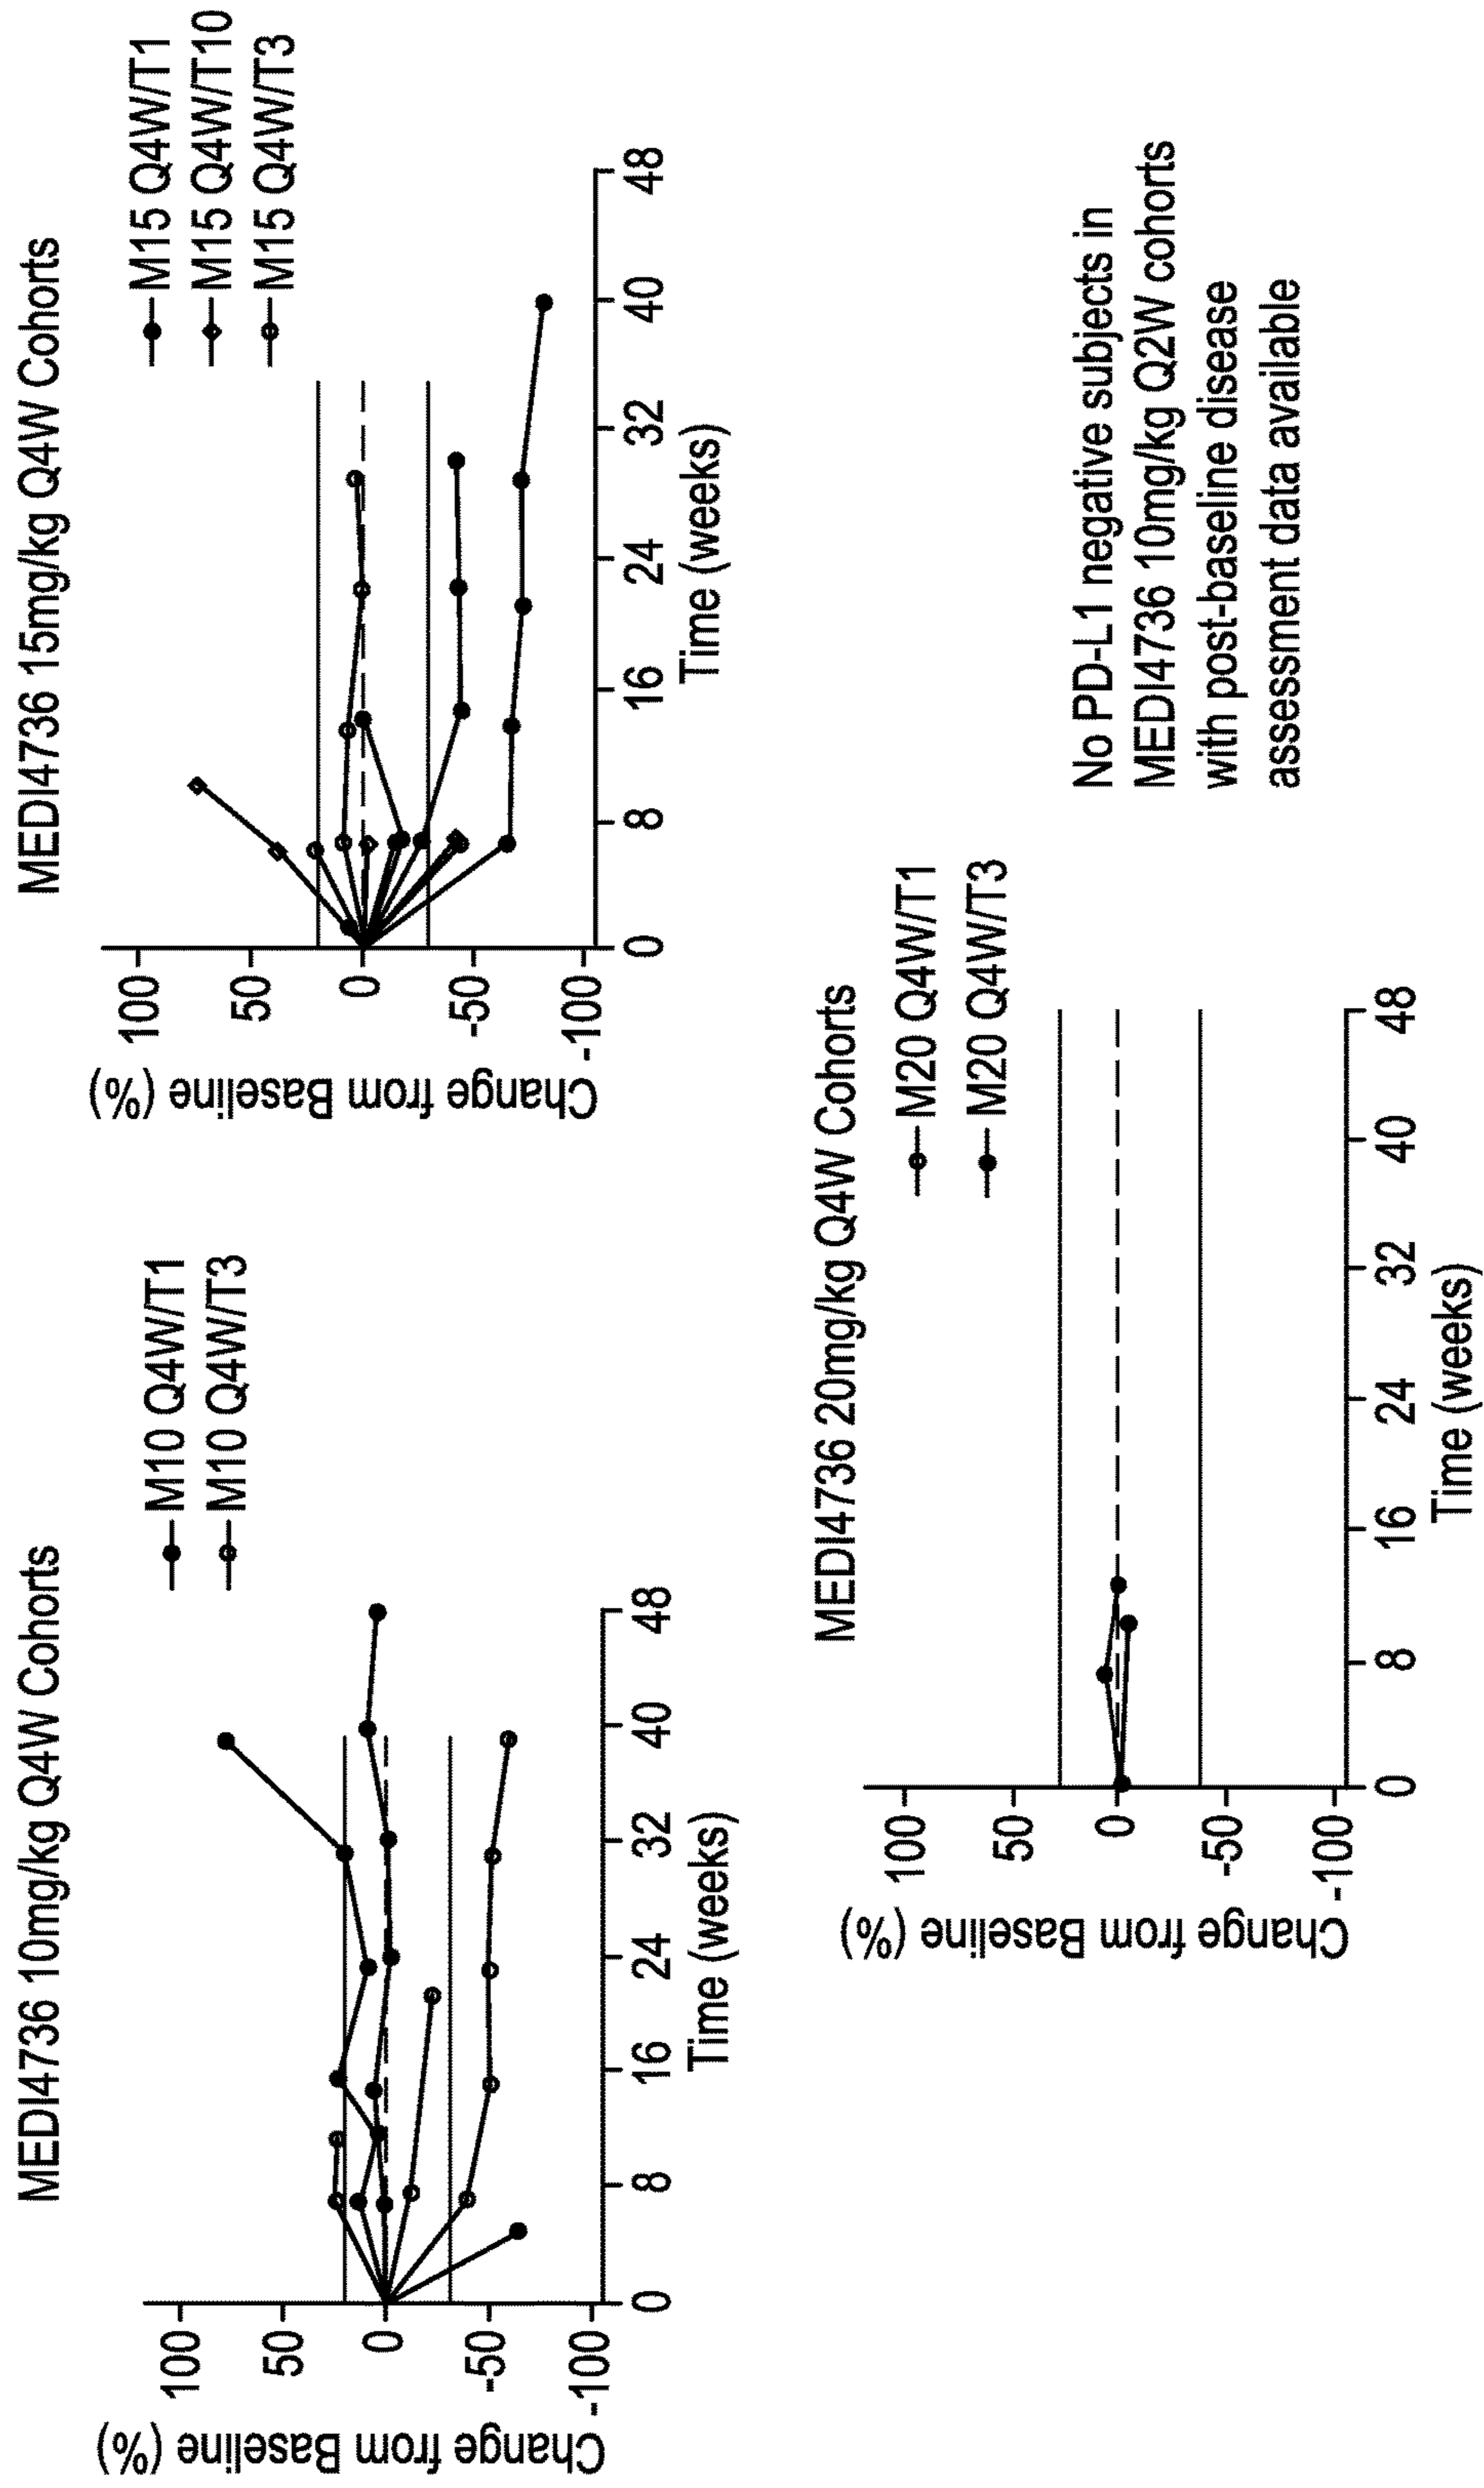 MEDI4736 10mg/kg Q4W Cohorts
M10 Q4W/T1
M10 Q4W/T3
Change from Baseline (%)
100
50
0
-50
-100
0 8 16 24 32 40 48
Time (weeks)
MEDI4736 15mg/kg Q4W Cohorts
M15 Q4W/T1
M15 Q4W/T10
M15 Q4W/T3
Change from Baseline (%)
100
50
0
-50
-100
0 8 16 24 32 40 48
Time (weeks)
MEDI4736 20mg/kg Q4W Cohorts
M20 Q4W/T1
M20 Q4W/T3
Change from Baseline (%)
100
50
0
-50
-100
0 8 16 24 32 40 48
Time (weeks)
No PD-L1 negative subjects in
MEDI4736 10mg/kg Q2W cohorts
with post-baseline disease
assessment data available